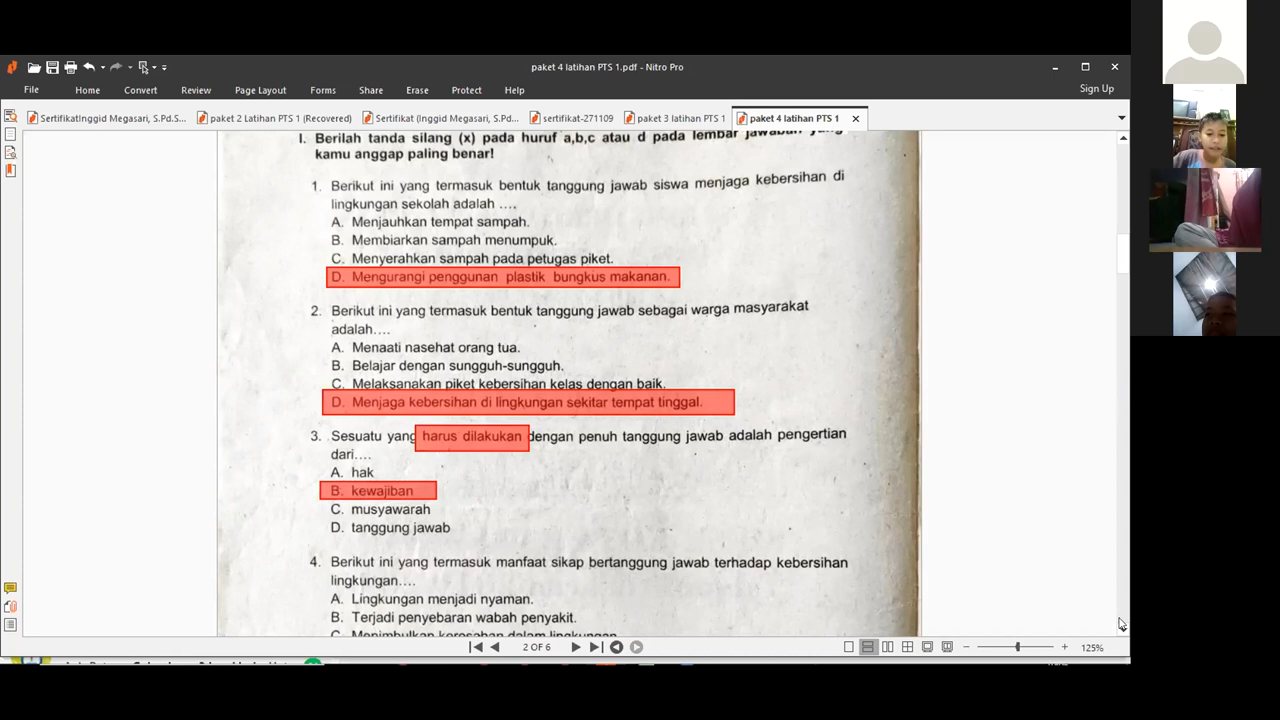 paket 4 latihan PTS 1.pdf - Nitro Pro
File Home Convert Review Page Layout Forms Share Erase Protect Help Sign Up
SertifikatInggid Megasari, S.Pd.S... paket 2 Latihan PTS 1 (Recovered) Sertifikat (Inggid Megasari, S.Pd... sertifikat-271109 paket 3 latihan PTS 1 paket 4 latihan PTS 1
I. Berilah tanda silang (x) pada huruf a,b,c atau d pada lembar jawaban yang
kamu anggap paling benar!
1. Berikut ini yang termasuk bentuk tanggung jawab siswa menjaga kebersihan di
lingkungan sekolah adalah ....
A. Menjauhkan tempat sampah.
B. Membiarkan sampah menumpuk.
C. Menyerahkan sampah pada petugas piket.
D. Mengurangi penggunan plastik bungkus makanan.
2. Berikut ini yang termasuk bentuk tanggung jawab sebagai warga masyarakat
adalah....
A. Menaati nasehat orang tua.
B. Belajar dengan sungguh-sungguh.
C. Melaksanakan piket kebersihan kelas dengan baik.
D. Menjaga kebersihan di lingkungan sekitar tempat tinggal.
3. Sesuatu yang harus dilakukan dengan penuh tanggung jawab adalah pengertian
dari....
A. hak
B. kewajiban
C. musyawarah
D. tanggung jawab
4. Berikut ini yang termasuk manfaat sikap bertanggung jawab terhadap kebersihan
lingkungan....
A. Lingkungan menjadi nyaman.
B. Terjadi penyebaran wabah penyakit.
C. Menimbulkan keresahan dalam lingkungan.
2 OF 6
125%